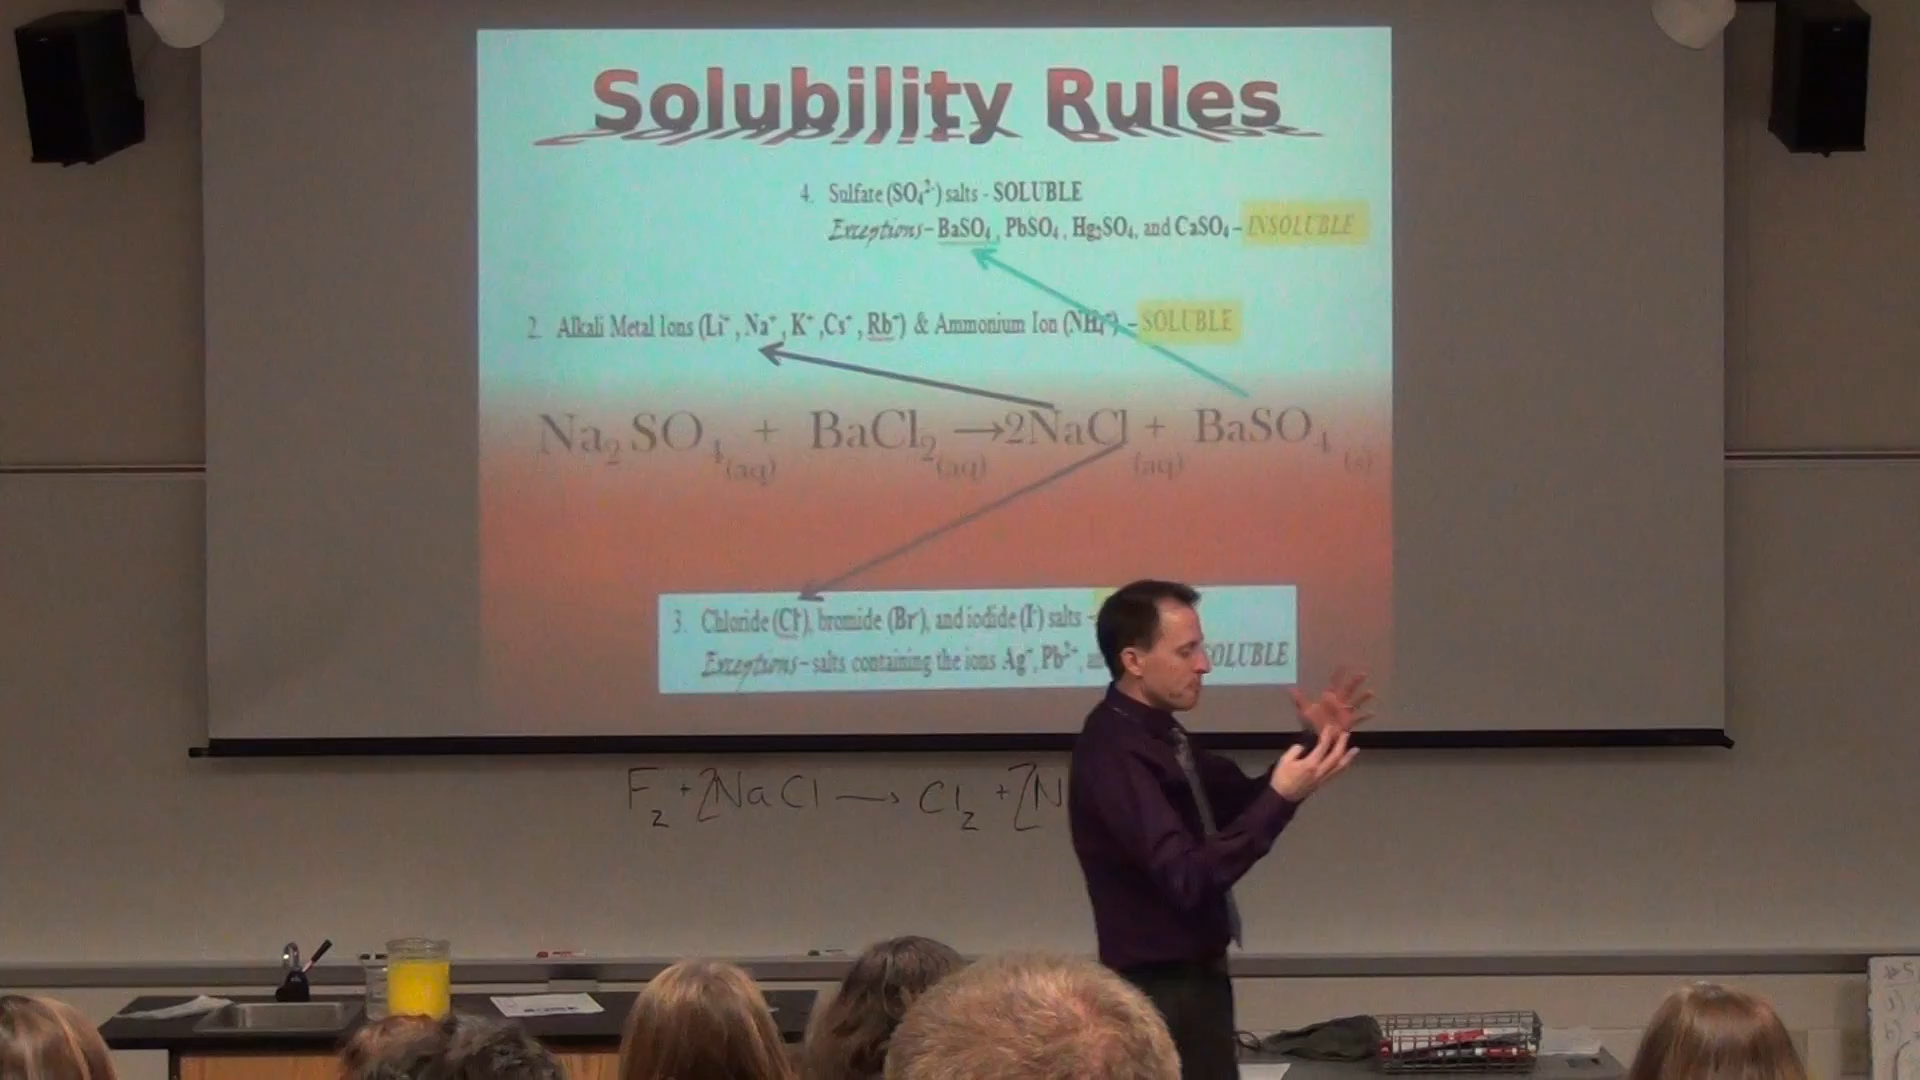 Solubility Rules
4. Sulfate (SO₄²⁻) salts - SOLUBLE
Exceptions – BaSO₄, PbSO₄, Hg₂SO₄, and CaSO₄ – INSOLUBLE
2. Alkali Metal Ions (Li⁺, Na⁺, K⁺, Cs⁺, Rb⁺) & Ammonium Ion (NH₄⁺) – SOLUBLE
Na₂SO₄(aq) + BaCl₂(aq) → 2NaCl(aq) + BaSO₄(s)
3. Chloride (Cl⁻), bromide (Br⁻), and iodide (I⁻) salts -
Exceptions – salts containing the ions Ag⁺, Pb²⁺, SOLUBLE
F₂ + 2NaCl → Cl₂ + 2N